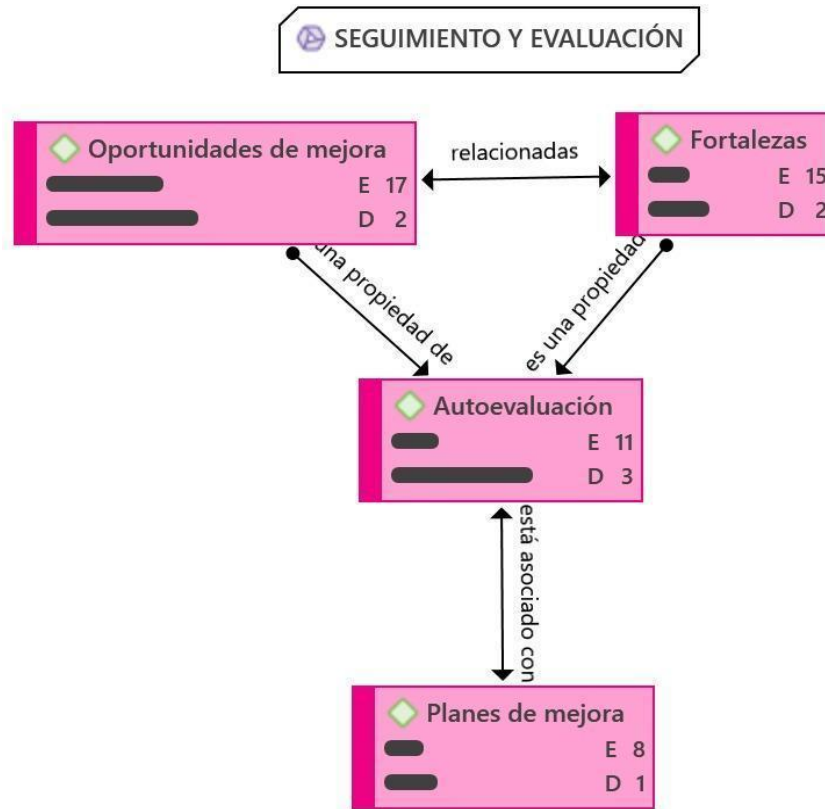 SEGUIMIENTO Y EVALUACIÓN
Oportunidades de mejora
E 17
D 2
relacionadas
Fortalezas
E 15
D 2
una propiedad de
es una propiedad
Autoevaluación
E 11
D 3
está asociado con
Planes de mejora
E 8
D 1